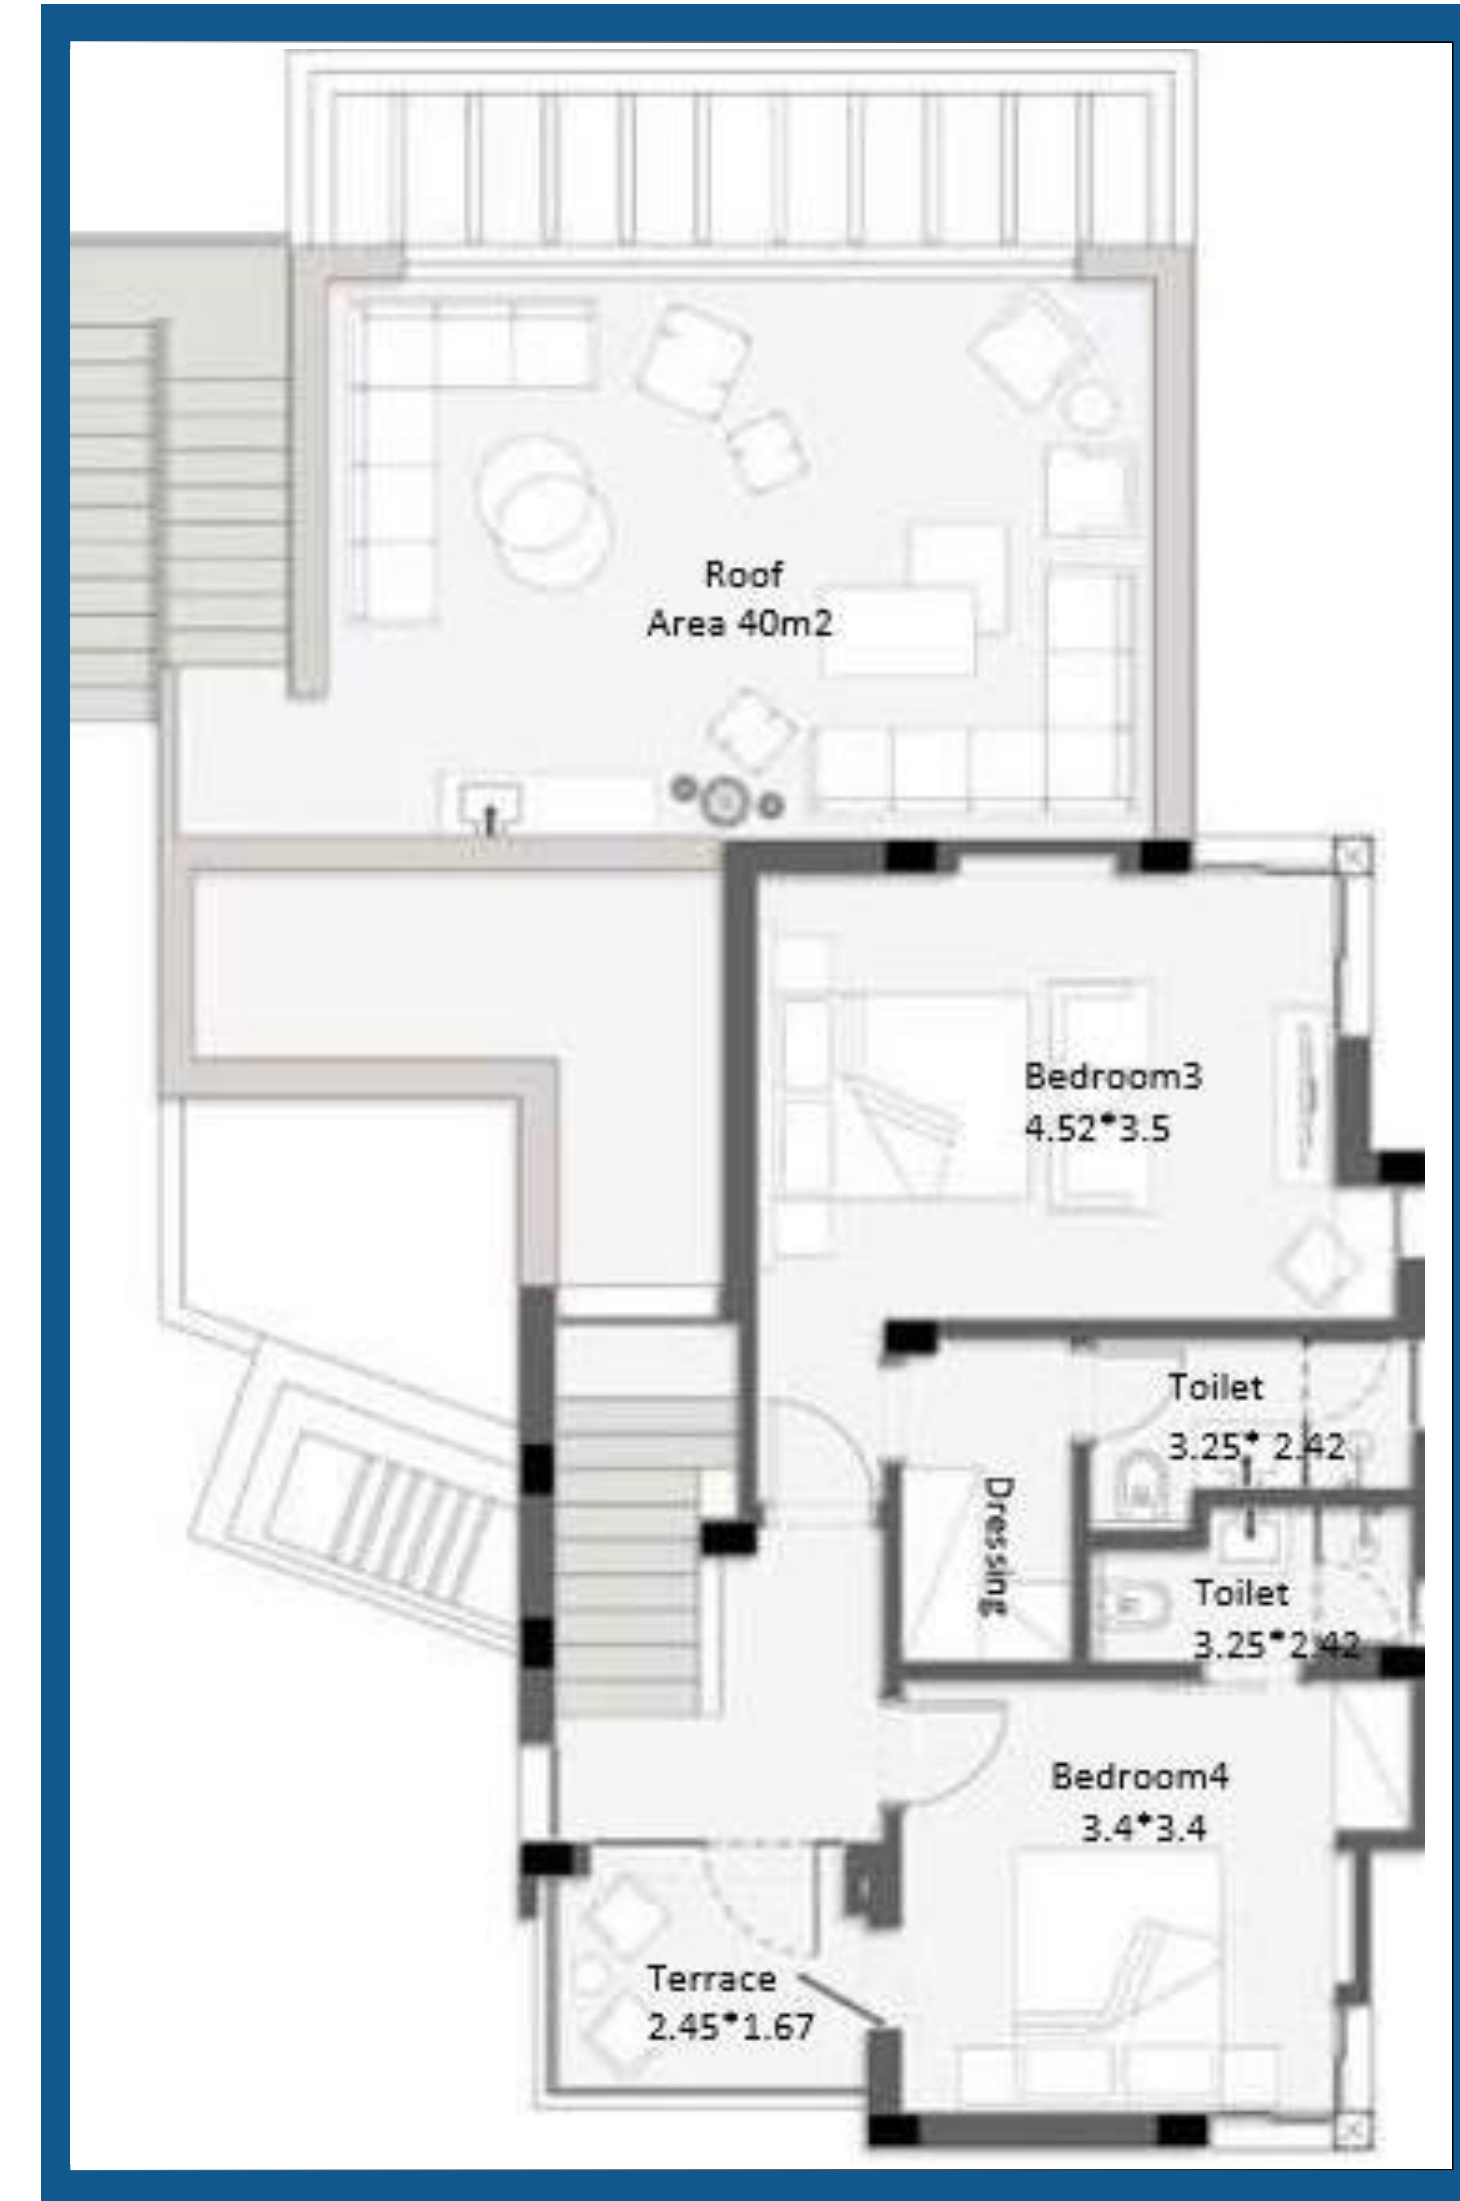 Roof
Area 40m2
Bedroom3
4.52*3.5
Toilet
3.25* 2.42
Dressing
Toilet
3.25*2.42
Bedroom4
3.4*3.4
Terrace
2.45*1.67